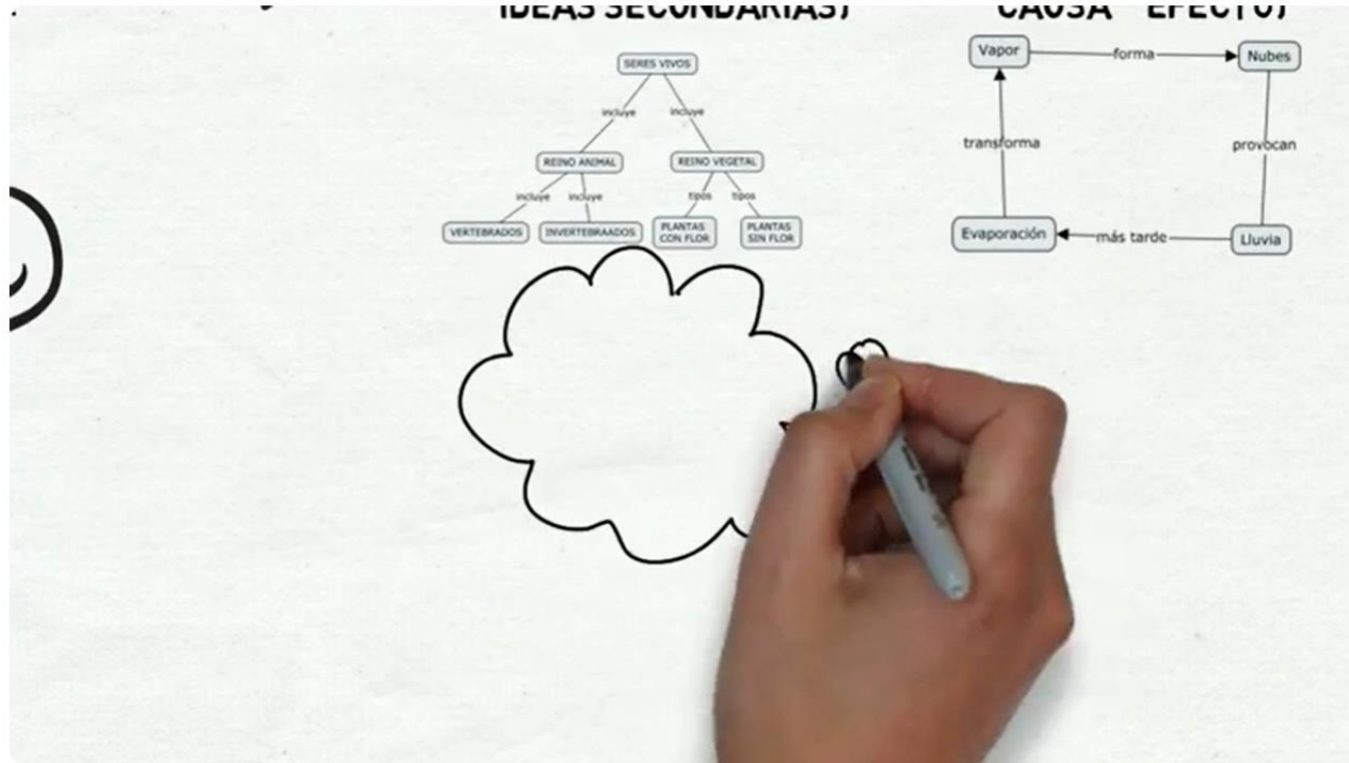 IDEAS SECUNDARIAS)
CAUSA EFECTO)
SERES VIVOS
incluye
incluye
REINO ANIMAL
REINO VEGETAL
incluye
incluye
tipos
tipos
VERTEBRADOS
INVERTEBRAADOS
PLANTAS
CON FLOR
PLANTAS
SIN FLOR
Vapor
forma
Nubes
transforma
provocan
Evaporación
más tarde
Lluvia